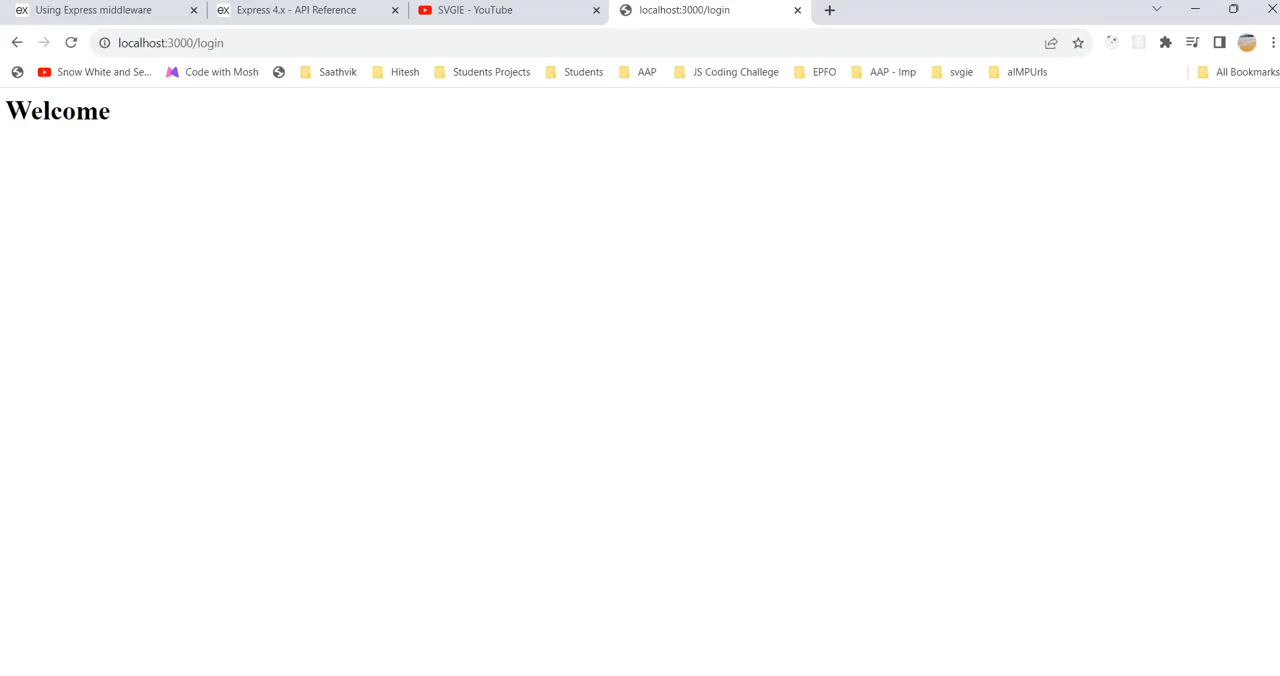 ex Using Express middleware ex Express 4.x - API Reference SVGIE - YouTube localhost:3000/login
localhost:3000/login
Snow White and Se... Code with Mosh Saathvik Hitesh Students Projects Students AAP JS Coding Challege EPFO AAP - Imp svgie aIMPUrls All Bookmarks
Welcome